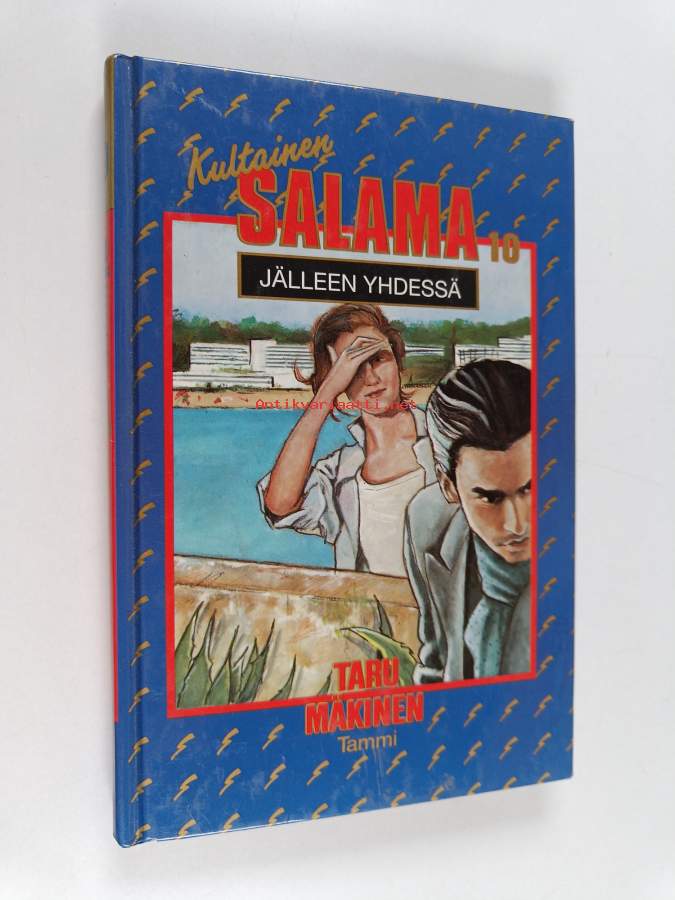 Kultainen
SALAMA 10
JÄLLEEN YHDESSÄ
Antikvariaatti.net
TARU
MÄKINEN
Tammi